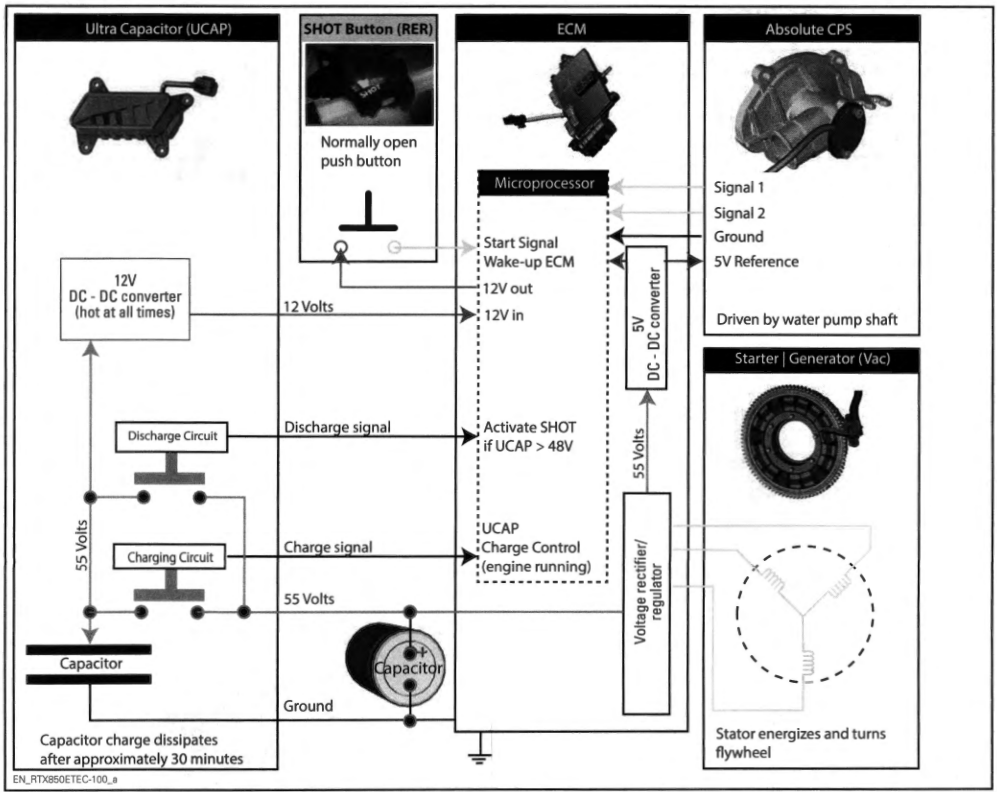 Ultra Capacitor (UCAP)
SHOT Button (RER)
SHOT
Normally open
push button
ECM
Microprocessor
Start Signal
Wake-up ECM
12V out
12V in
Activate SHOT
if UCAP > 48V
UCAP
Charge Control
(engine running)
Absolute CPS
Signal 1
Signal 2
Ground
5V Reference
Driven by water pump shaft
5V
DC - DC converter
55 Volts
Voltage rectifier/
regulator
Starter | Generator (Vac)
Stator energizes and turns
flywheel
12V
DC - DC converter
(hot at all times)
12 Volts
Discharge Circuit
Discharge signal
55 Volts
Charging Circuit
Charge signal
55 Volts
Capacitor
+
Capacitor
Ground
Capacitor charge dissipates
after approximately 30 minutes
EN_RTX850ETEC-100_a